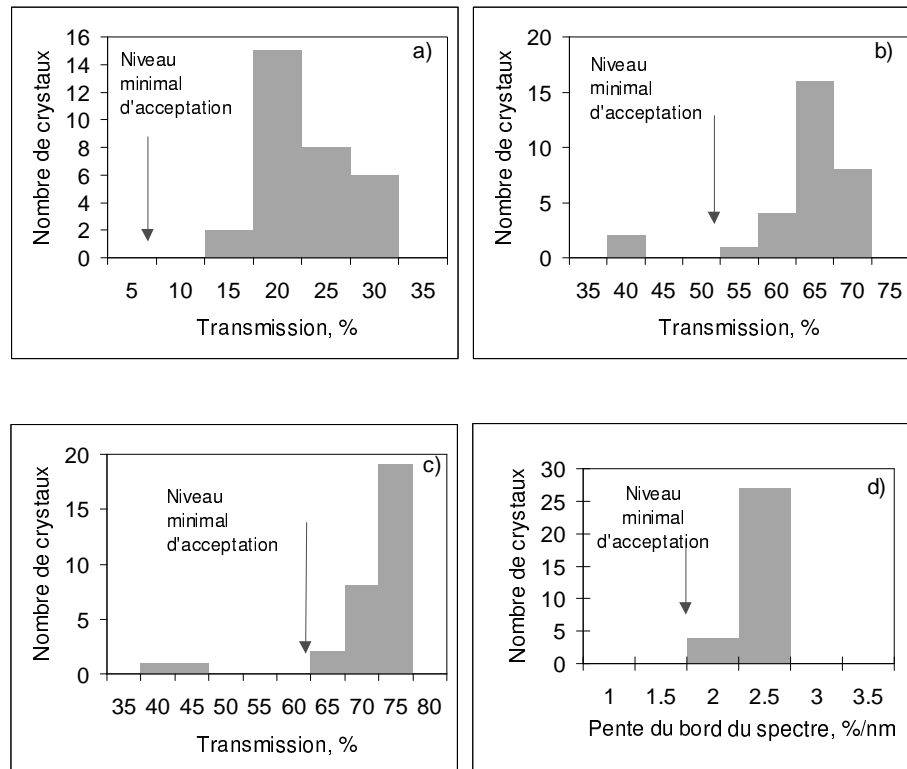 a)
Nombre de crystaux
16
14
12
10
8
6
4
2
0
Niveau
minimal
d'acceptation
5 10 15 20 25 30 35
Transmission, %
b)
Nombre de crystaux
20
15
10
5
0
Niveau
minimal
d'acceptation
35 40 45 50 55 60 65 70 75
Transmission, %
c)
Nombre de crystaux
20
15
10
5
0
Niveau
minimal
d'acceptation
35 40 45 50 55 60 65 70 75 80
Transmission, %
d)
Nombre de crystaux
30
25
20
15
10
5
0
Niveau
minimal
d'acceptation
1 1.5 2 2.5 3 3.5
Pente du bord du spectre, %/nm